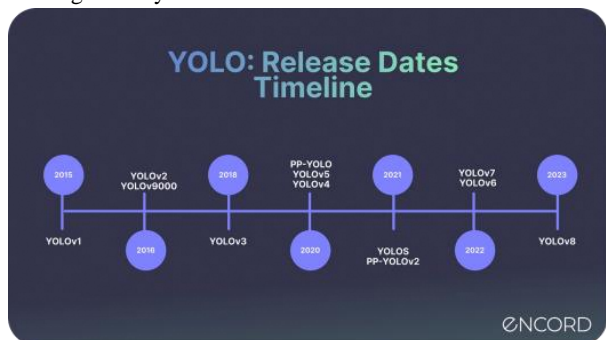 YOLO: Release Dates
Timeline
2015
YOLOv1
YOLOv2
YOLOv9000
2016
2018
YOLOv3
PP-YOLO
YOLOv5
YOLOv4
2020
2021
YOLOS
PP-YOLOv2
YOLOv7
YOLOv6
2022
2023
YOLOv8
ENCORD